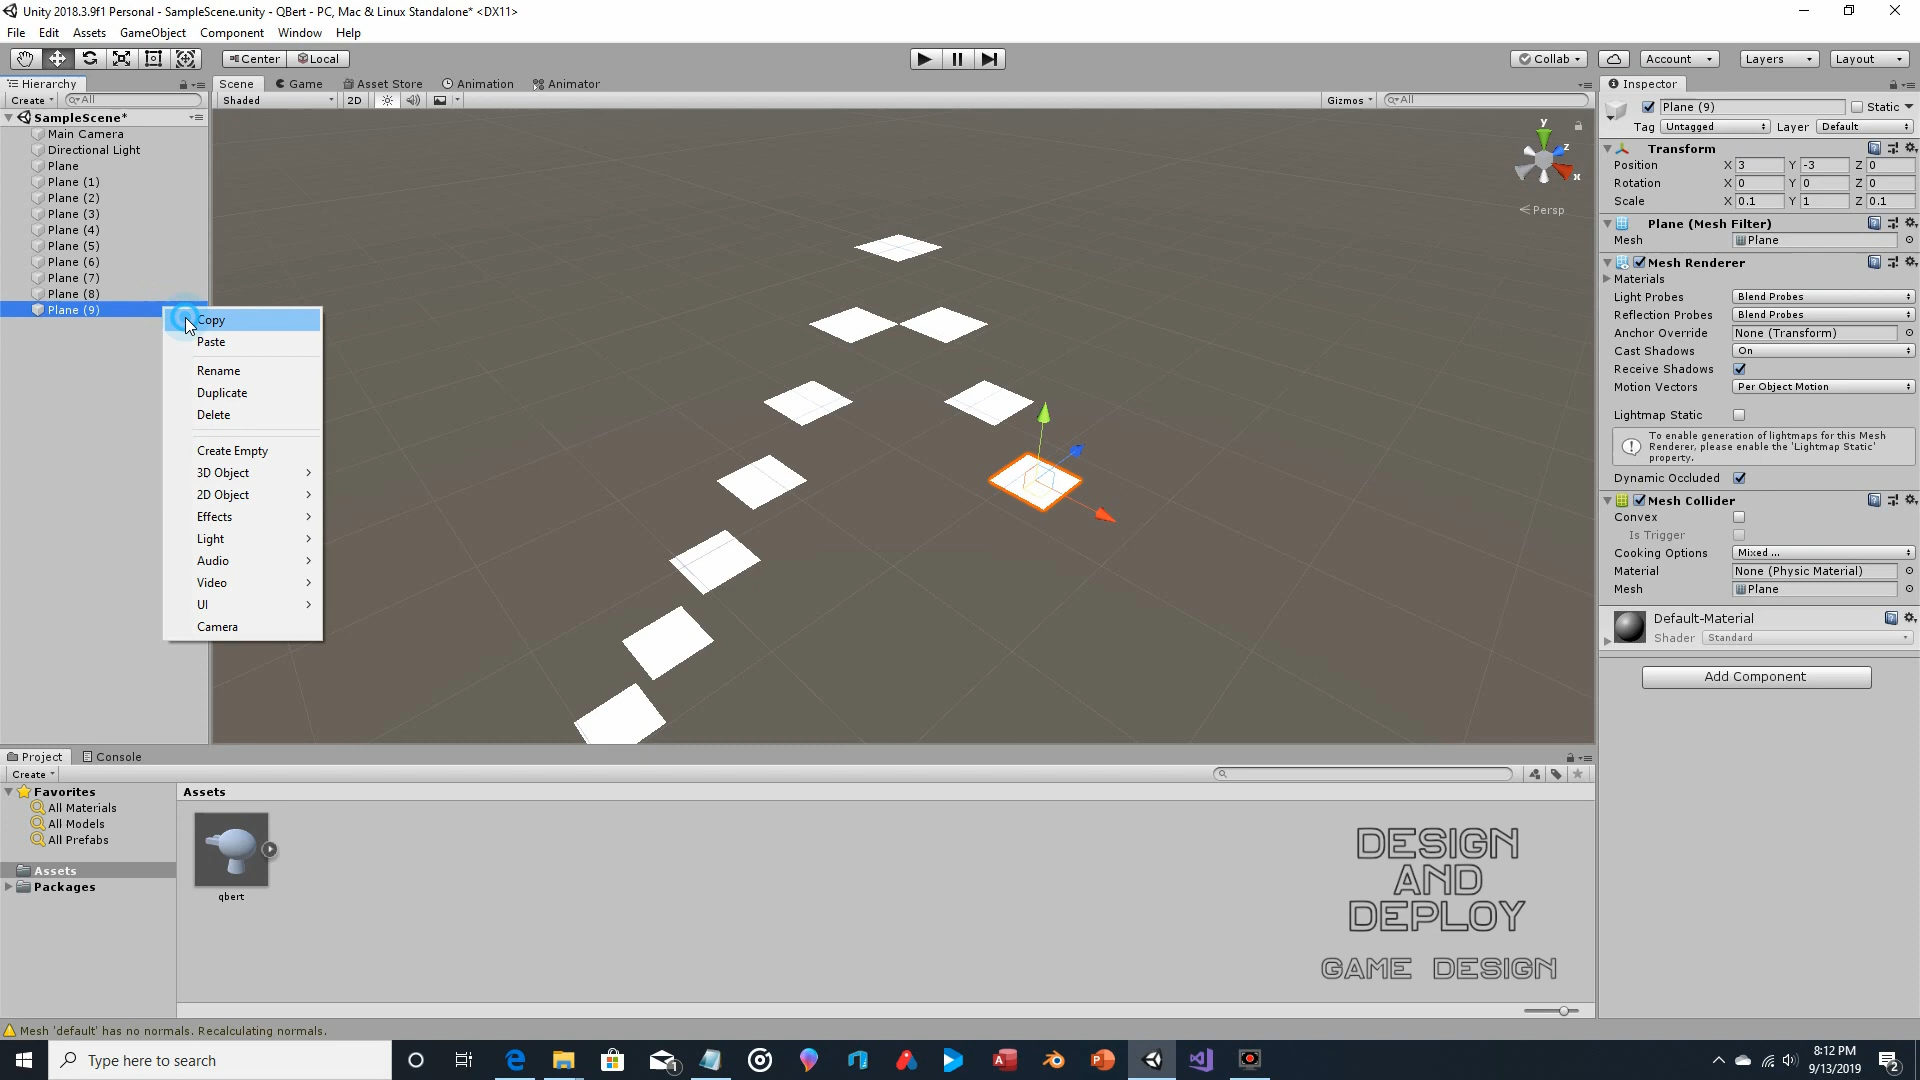 Unity 2018.3.9f1 Personal - SampleScene.unity - QBert - PC, Mac & Linux Standalone* <DX11>
File Edit Assets GameObject Component Window Help
Center Local Collab Account Layers Layout
Hierarchy
Create All
SampleScene*
Main Camera
Directional Light
Plane
Plane (1)
Plane (2)
Plane (3)
Plane (4)
Plane (5)
Plane (6)
Plane (7)
Plane (8)
Plane (9)
Copy
Paste
Rename
Duplicate
Delete
Create Empty
3D Object
2D Object
Effects
Light
Audio
Video
UI
Camera
Scene Game Asset Store Animation Animator
Shaded 2D Gizmos All
y
z
x
Persp
Inspector
Plane (9) Static
Tag Untagged Layer Default
Transform
Position X 3 Y -3 Z 0
Rotation X 0 Y 0 Z 0
Scale X 0.1 Y 1 Z 0.1
Plane (Mesh Filter)
Mesh Plane
Mesh Renderer
Materials
Light Probes Blend Probes
Reflection Probes Blend Probes
Anchor Override None (Transform)
Cast Shadows On
Receive Shadows
Motion Vectors Per Object Motion
Lightmap Static
To enable generation of lightmaps for this Mesh
Renderer, please enable the 'Lightmap Static'
property.
Dynamic Occluded
Mesh Collider
Convex
Is Trigger
Cooking Options Mixed ...
Material None (Physic Material)
Mesh Plane
Default-Material
Shader Standard
Add Component
Project Console
Create
Favorites
All Materials
All Models
All Prefabs
Assets
Packages
Assets
qbert
DESIGN
AND
DEPLOY
GAME DESIGN
Mesh 'default' has no normals. Recalculating normals.
Type here to search
8:12 PM
9/13/2019
2